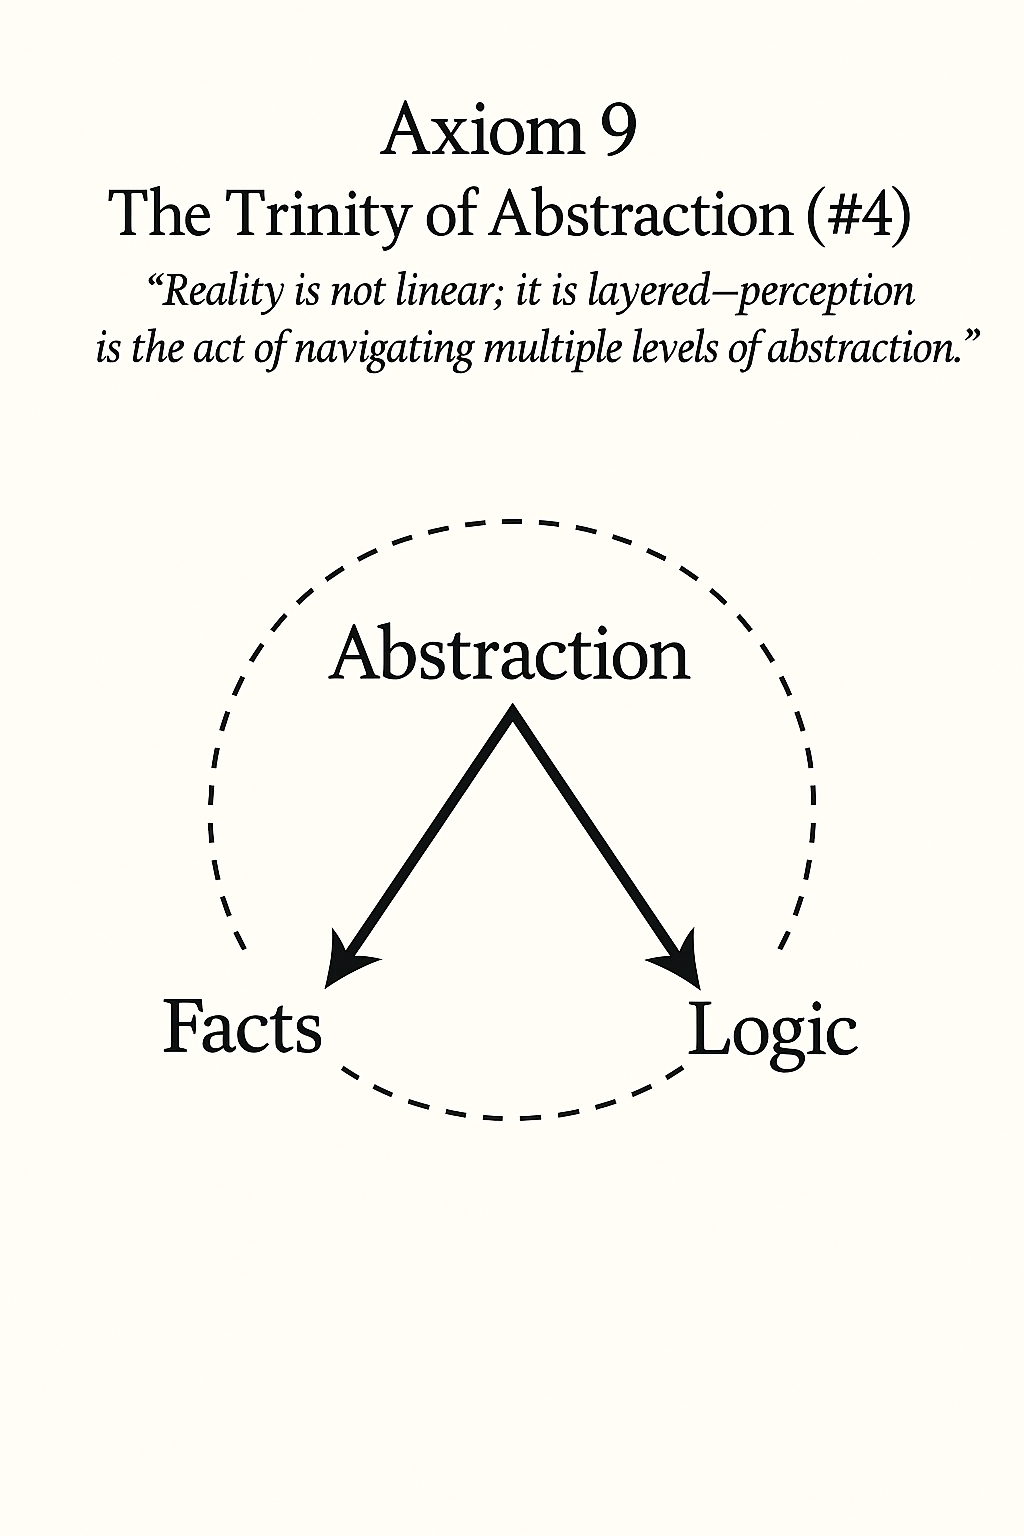 Axiom 9
The Trinity of Abstraction (#4)
“Reality is not linear; it is layered—perception
is the act of navigating multiple levels of abstraction.”
Abstraction
Facts
Logic